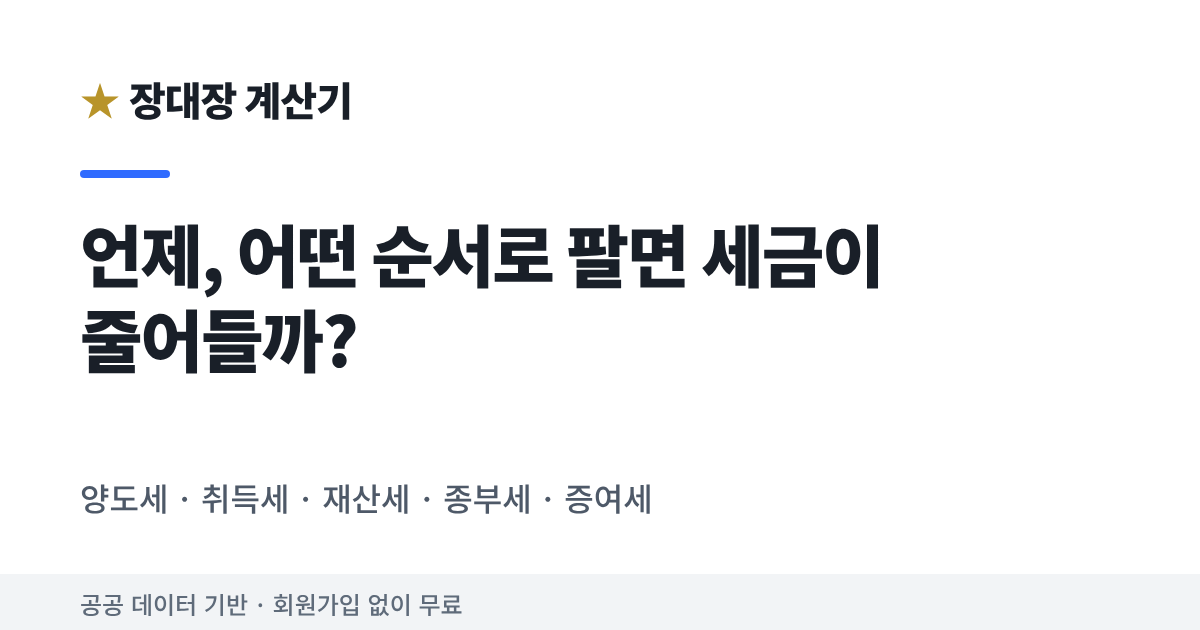 ★ 장대장 계산기
언제, 어떤 순서로 팔면 세금이
줄어들까?
양도세 · 취득세 · 재산세 · 종부세 · 증여세
공공 데이터 기반 · 회원가입 없이 무료